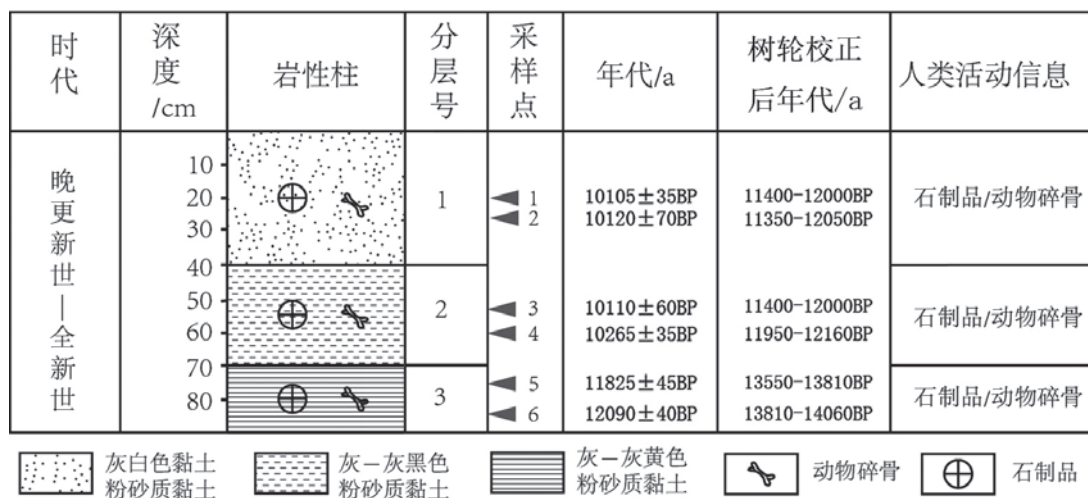 时代 深度/cm 岩性柱 分层号 采样点 年代/a 树轮校正后年代/a 人类活动信息
晚更新世—全新世
10
20
30
40
50
60
70
80
1
2
3
1 10105±35BP 11400-12000BP
2 10120±70BP 11350-12050BP
石制品/动物碎骨
3 10110±60BP 11400-12000BP
4 10265±35BP 11950-12160BP
石制品/动物碎骨
5 11825±45BP 13550-13810BP
6 12090±40BP 13810-14060BP
石制品/动物碎骨
灰白色黏土
粉砂质黏土
灰-灰黑色
粉砂质黏土
灰-灰黄色
粉砂质黏土
动物碎骨
石制品